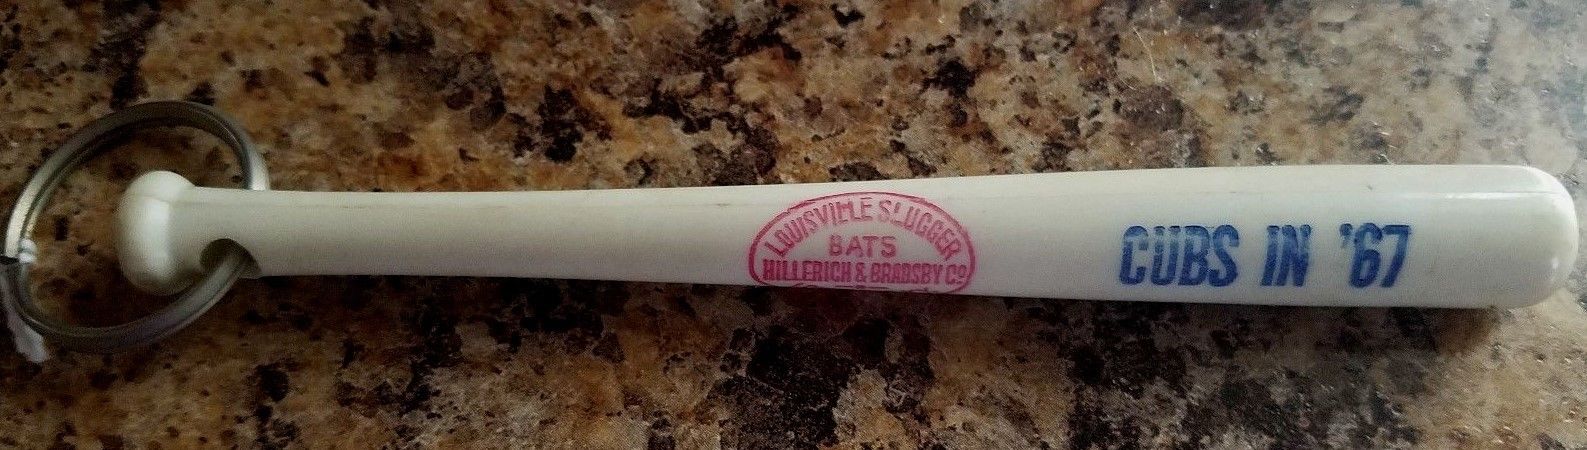 LOUISVILLE SLUGGER
BATS
HILLERICH & BRADSBY Co
CUBS IN '67